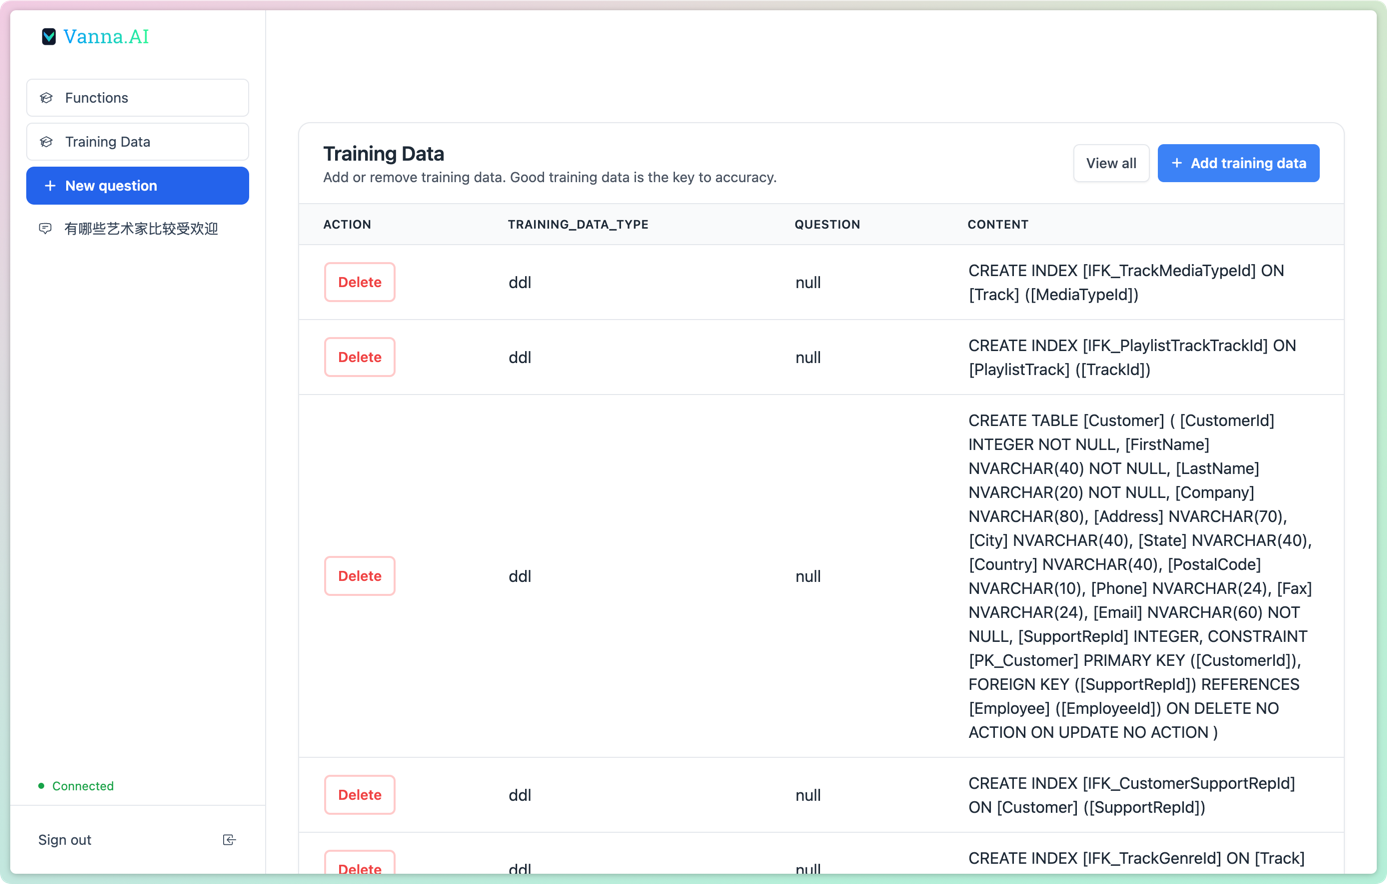 Vanna.AI
Functions
Training Data
+ New question
有哪些艺术家比较受欢迎
Connected
Sign out
Training Data
Add or remove training data. Good training data is the key to accuracy.
View all
+ Add training data
ACTION TRAINING_DATA_TYPE QUESTION CONTENT
Delete ddl null CREATE INDEX [IFK_TrackMediaTypeId] ON
[Track] ([MediaTypeId])
Delete ddl null CREATE INDEX [IFK_PlaylistTrackTrackId] ON
[PlaylistTrack] ([TrackId])
CREATE TABLE [Customer] ( [CustomerId]
INTEGER NOT NULL, [FirstName]
NVARCHAR(40) NOT NULL, [LastName]
NVARCHAR(20) NOT NULL, [Company]
NVARCHAR(80), [Address] NVARCHAR(70),
[City] NVARCHAR(40), [State] NVARCHAR(40),
[Country] NVARCHAR(40), [PostalCode]
Delete ddl null NVARCHAR(10), [Phone] NVARCHAR(24), [Fax]
NVARCHAR(24), [Email] NVARCHAR(60) NOT
NULL, [SupportRepId] INTEGER, CONSTRAINT
[PK_Customer] PRIMARY KEY ([CustomerId]),
FOREIGN KEY ([SupportRepId]) REFERENCES
[Employee] ([EmployeeId]) ON DELETE NO
ACTION ON UPDATE NO ACTION )
Delete ddl null CREATE INDEX [IFK_CustomerSupportRepId]
ON [Customer] ([SupportRepId])
Delete ddl null CREATE INDEX [IFK_TrackGenreId] ON [Track]